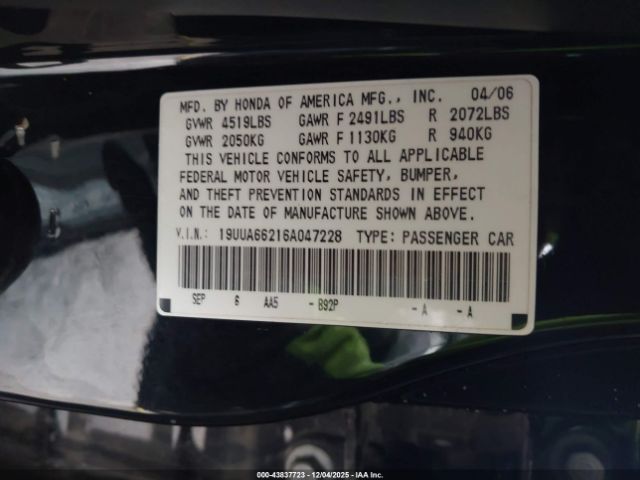 MFD. BY HONDA OF AMERICA MFG., INC. 04/06
GVWR 4519LBS GAWR F 2491LBS R 2072LBS
GVWR 2050KG GAWR F 1130KG R 940KG
THIS VEHICLE CONFORMS TO ALL APPLICABLE
FEDERAL MOTOR VEHICLE SAFETY, BUMPER,
AND THEFT PREVENTION STANDARDS IN EFFECT
ON THE DATE OF MANUFACTURE SHOWN ABOVE.
V.I.N.: 19UUA66216A047228 TYPE: PASSENGER CAR
SEP 6 AA5 - B92P - A - A
000-43837723 - 12/04/2025 - IAA Inc.